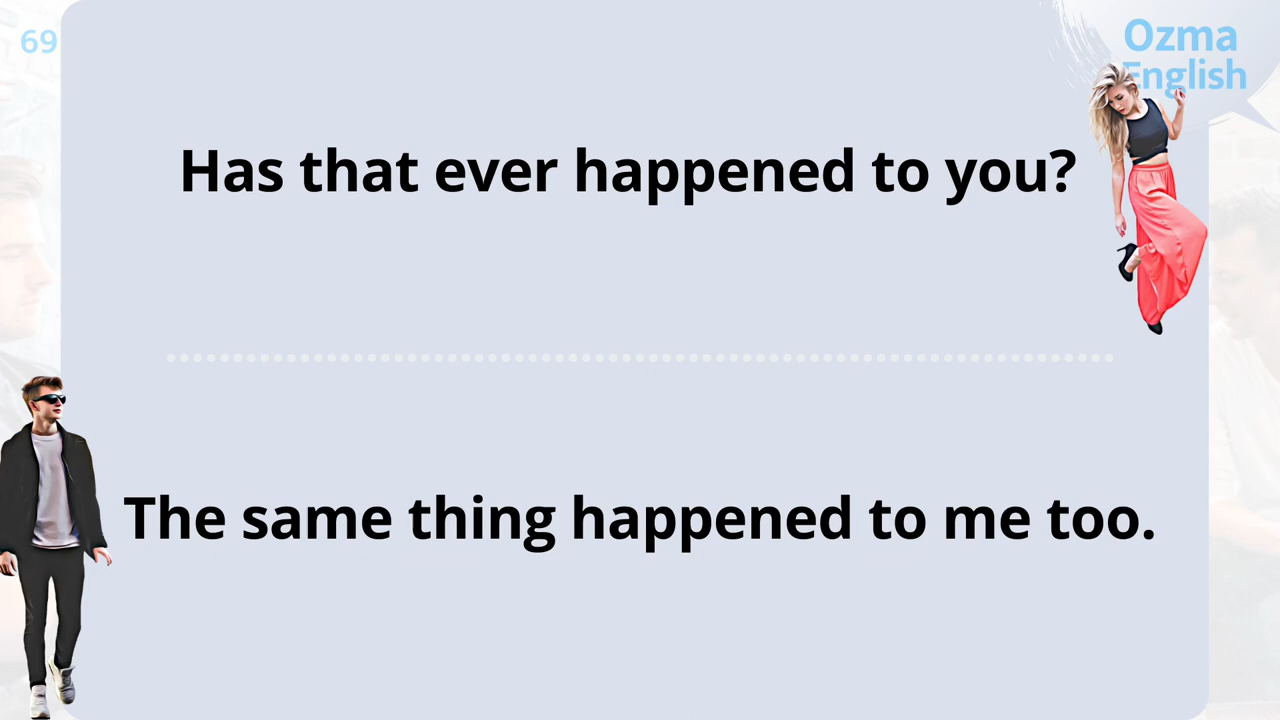 69
Ozma
English
Has that ever happened to you?
The same thing happened to me too.